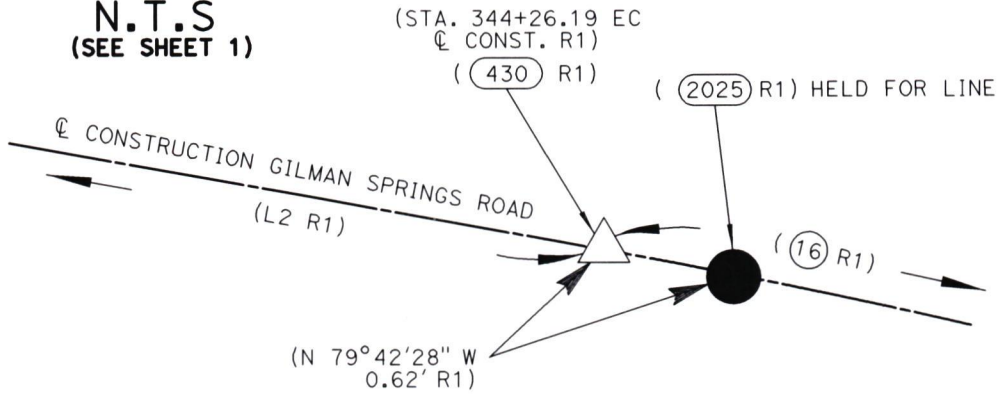 N.T.S
(SEE SHEET 1)
(STA. 344+26.19 EC
℄ CONST. R1)
( 430 R1)
( 2025 R1) HELD FOR LINE
℄ CONSTRUCTION GILMAN SPRINGS ROAD
(L2 R1)
( 16 R1)
(N 79°42'28" W
0.62' R1)